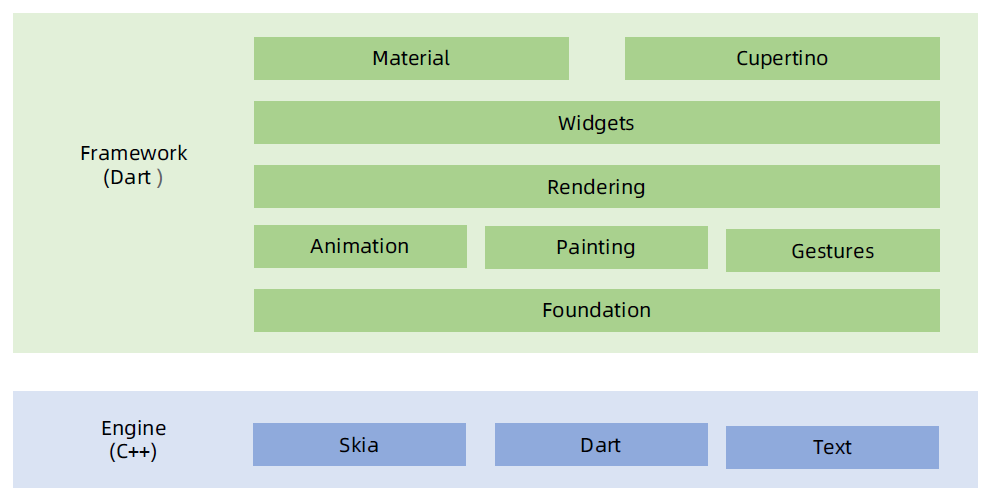 Material
Cupertino
Widgets
Framework
(Dart )
Rendering
Animation
Painting
Gestures
Foundation
Engine
(C++)
Skia
Dart
Text